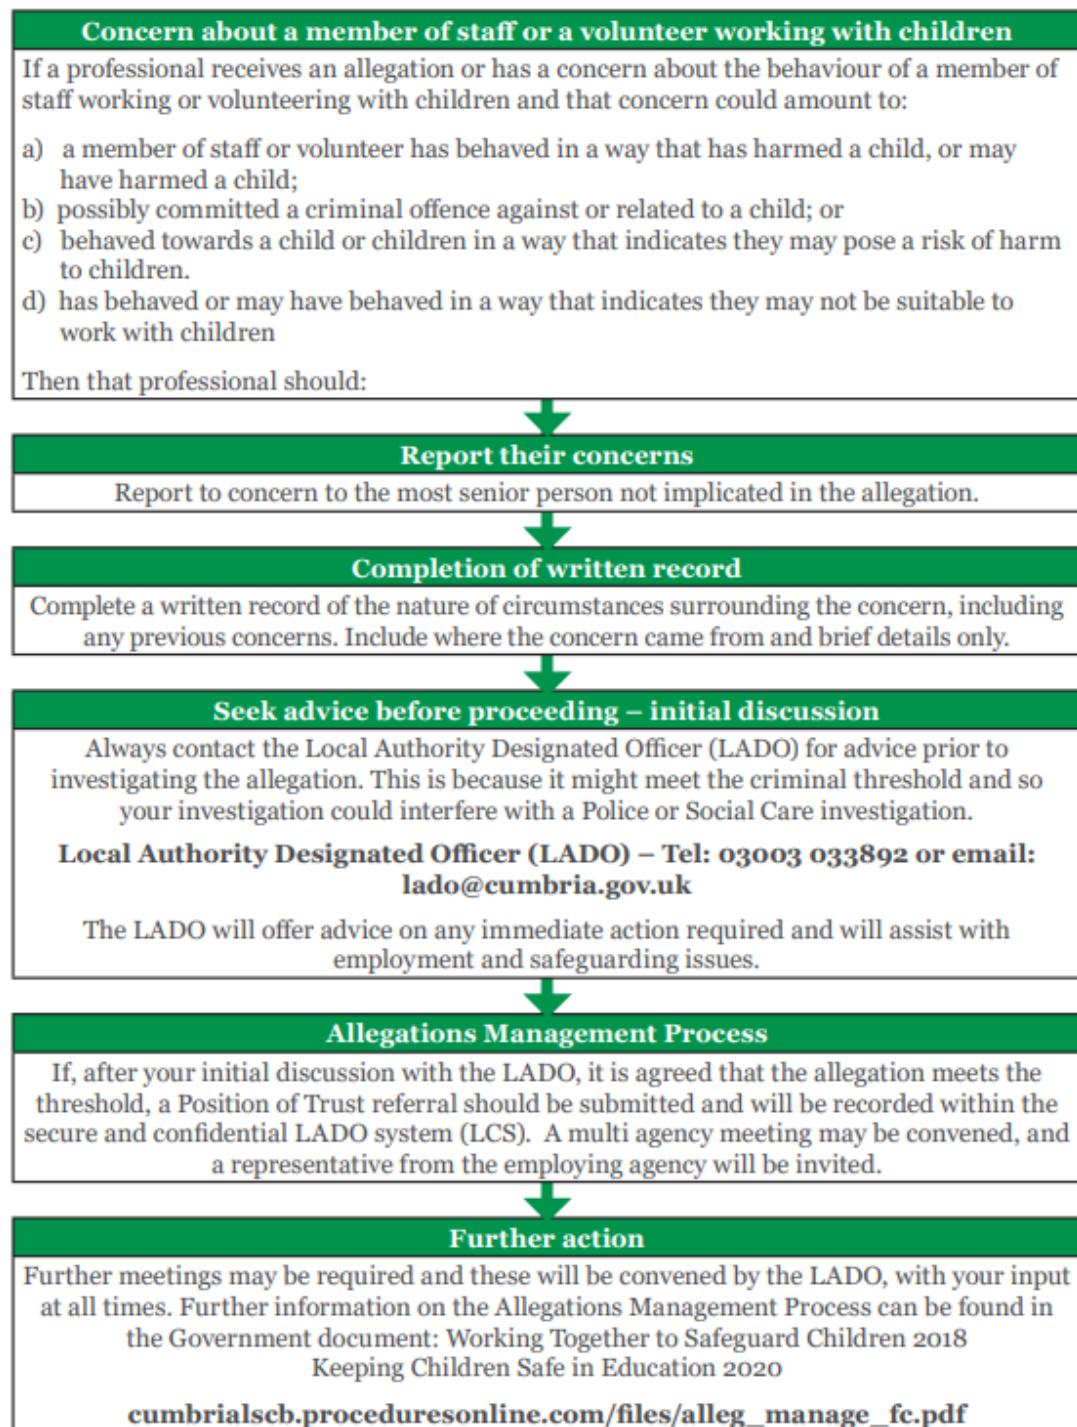 Concern about a member of staff or a volunteer working with children
If a professional receives an allegation or has a concern about the behaviour of a member of
staff working or volunteering with children and that concern could amount to:
a) a member of staff or volunteer has behaved in a way that has harmed a child, or may
have harmed a child;
b) possibly committed a criminal offence against or related to a child; or
c) behaved towards a child or children in a way that indicates they may pose a risk of harm
to children.
d) has behaved or may have behaved in a way that indicates they may not be suitable to
work with children
Then that professional should:
Report their concerns
Report to concern to the most senior person not implicated in the allegation.
Completion of written record
Complete a written record of the nature of circumstances surrounding the concern, including
any previous concerns. Include where the concern came from and brief details only.
Seek advice before proceeding – initial discussion
Always contact the Local Authority Designated Officer (LADO) for advice prior to
investigating the allegation. This is because it might meet the criminal threshold and so
your investigation could interfere with a Police or Social Care investigation.
Local Authority Designated Officer (LADO) – Tel: 03003 033892 or email:
lado@cumbria.gov.uk
The LADO will offer advice on any immediate action required and will assist with
employment and safeguarding issues.
Allegations Management Process
If, after your initial discussion with the LADO, it is agreed that the allegation meets the
threshold, a Position of Trust referral should be submitted and will be recorded within the
secure and confidential LADO system (LCS). A multi agency meeting may be convened, and
a representative from the employing agency will be invited.
Further action
Further meetings may be required and these will be convened by the LADO, with your input
at all times. Further information on the Allegations Management Process can be found in
the Government document: Working Together to Safeguard Children 2018
Keeping Children Safe in Education 2020
cumbrialscb.proceduresonline.com/files/alleg_manage_fc.pdf